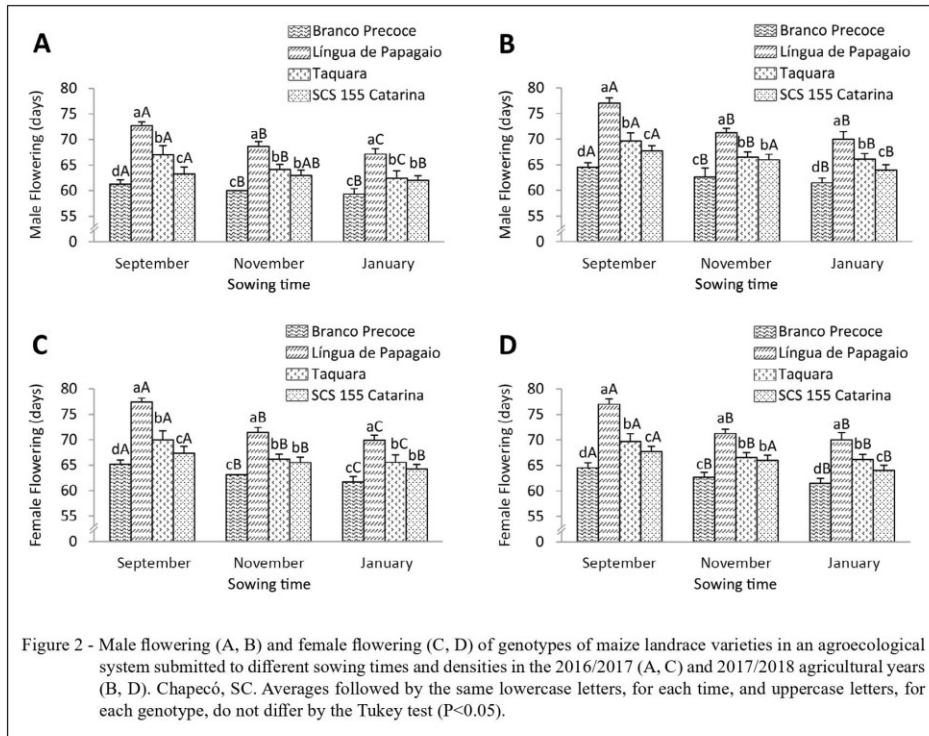 A
Branco Precoce
Língua de Papagaio
Taquara
SCS 155 Catarina
Male Flowering (days)
80
75
70
65
60
55
0
dA
aA
bA
cA
cB
aB
bB
bAB
cB
aC
bC
bB
September
November
January
Sowing time
B
Branco Precoce
Língua de Papagaio
Taquara
SCS 155 Catarina
Male Flowering (days)
80
75
70
65
60
55
0
dA
aA
bA
cA
cB
aB
bB
bA
dB
aB
bB
cB
September
November
January
Sowing time
C
Branco Precoce
Língua de Papagaio
Taquara
SCS 155 Catarina
Female Flowering (days)
80
75
70
65
60
55
0
dA
aA
bA
cA
cB
aB
bB
bB
cC
aC
bC
bB
September
November
January
Sowing time
D
Branco Precoce
Língua de Papagaio
Taquara
SCS 155 Catarina
Female Flowering (days)
80
75
70
65
60
55
0
dA
aA
bA
cA
cB
aB
bB
bA
dB
aB
bB
cB
September
November
January
Sowing time
Figure 2 - Male flowering (A, B) and female flowering (C, D) of genotypes of maize landrace varieties in an agroecological
system submitted to different sowing times and densities in the 2016/2017 (A, C) and 2017/2018 agricultural years
(B, D). Chapecó, SC. Averages followed by the same lowercase letters, for each time, and uppercase letters, for
each genotype, do not differ by the Tukey test (P<0.05).